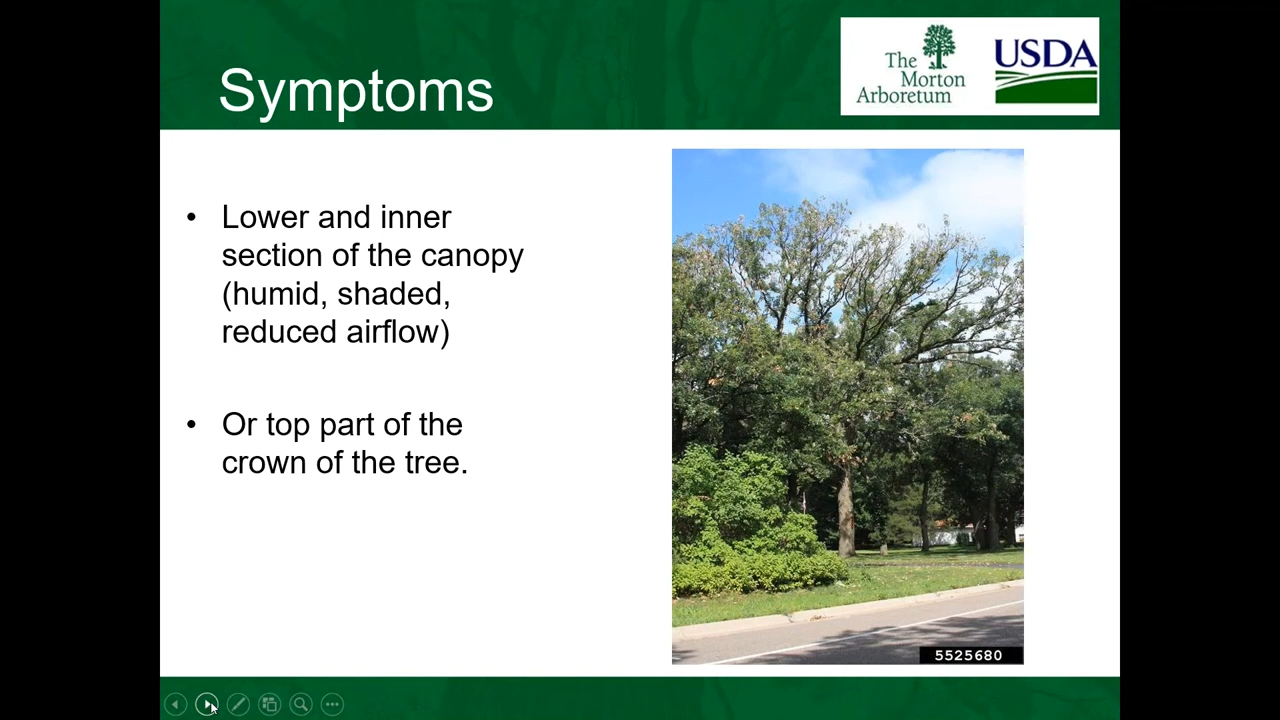 Symptoms
The
Morton
Arboretum
USDA
• Lower and inner
section of the canopy
(humid, shaded,
reduced airflow)
• Or top part of the
crown of the tree.
5525680